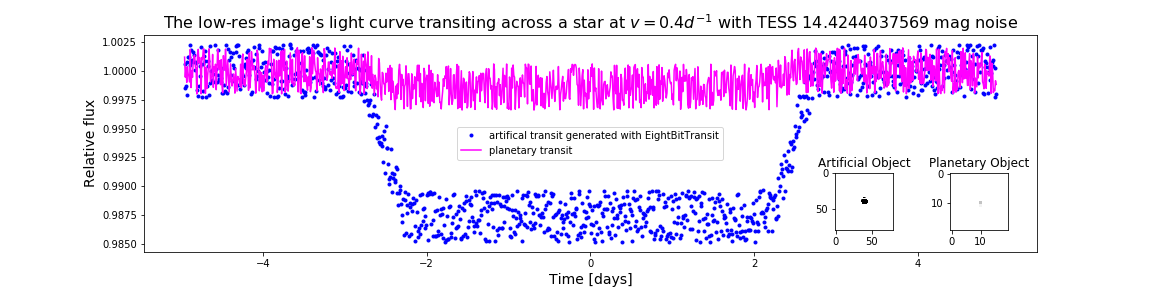 The low-res image's light curve transiting across a star at v = 0.4d⁻¹ with TESS 14.4244037569 mag noise
Relative flux
1.0025
1.0000
0.9975
0.9950
0.9925
0.9900
0.9875
0.9850
artifical transit generated with EightBitTransit
planetary transit
Artificial Object
0
50
0 50
Planetary Object
0
10
0 10
−4 −2 0 2 4
Time [days]